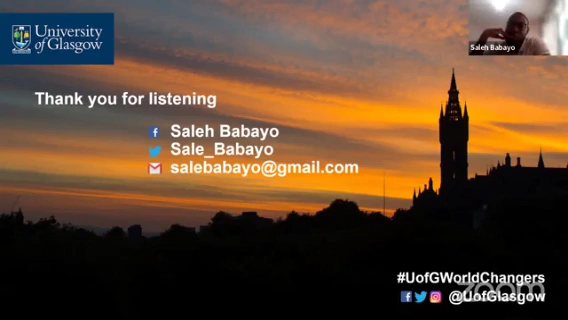 University
of Glasgow
Saleh Babayo
Thank you for listening
Saleh Babayo
Sale_Babayo
salebabayo@gmail.com
#UofGWorldChangers
zoom
@UofGlasgow